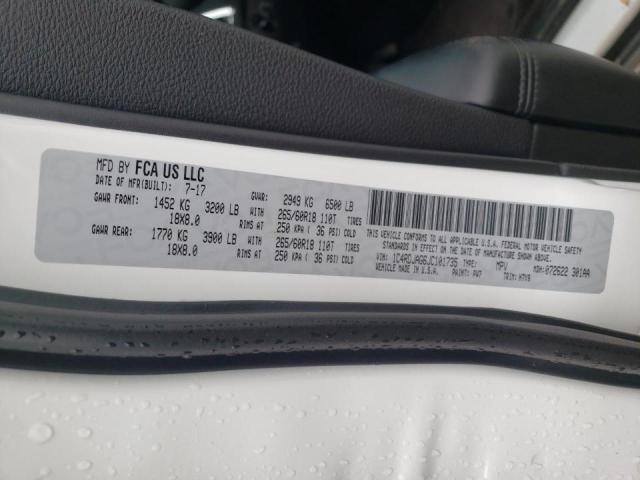 MFD BY FCA US LLC
DATE OF MFR(BUILT): 7-17 GVWR: 2949 KG 6500 LB
GAWR FRONT: 1452 KG 3200 LB WITH 265/60R18 110T TIRES
18X8.0 RIMS AT 250 KPA ( 36 PSI) COLD
GAWR REAR: 1770 KG 3900 LB WITH 265/60R18 110T TIRES
18X8.0 RIMS AT 250 KPA ( 36 PSI) COLD
THIS VEHICLE CONFORMS TO ALL APPLICABLE U.S.A. FEDERAL MOTOR VEHICLE SAFETY
STANDARDS IN EFFECT ON THE DATE OF MANUFACTURE SHOWN ABOVE.
VIN: 1C4RDJAG6JC101735 TYPE: MPV MDH: 072622 301AA
VEHICLE MADE IN U.S.A. PAINT: PW7 TRIM: